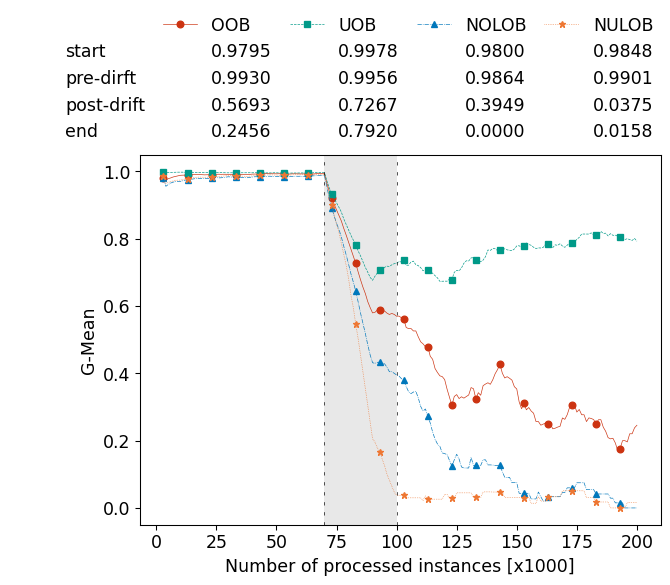 OOB UOB NOLOB NULOB
start 0.9795 0.9978 0.9800 0.9848
pre-dirft 0.9930 0.9956 0.9864 0.9901
post-drift 0.5693 0.7267 0.3949 0.0375
end 0.2456 0.7920 0.0000 0.0158
1.0
0.8
0.6
0.4
0.2
0.0
G-Mean
0 25 50 75 100 125 150 175 200
Number of processed instances [x1000]